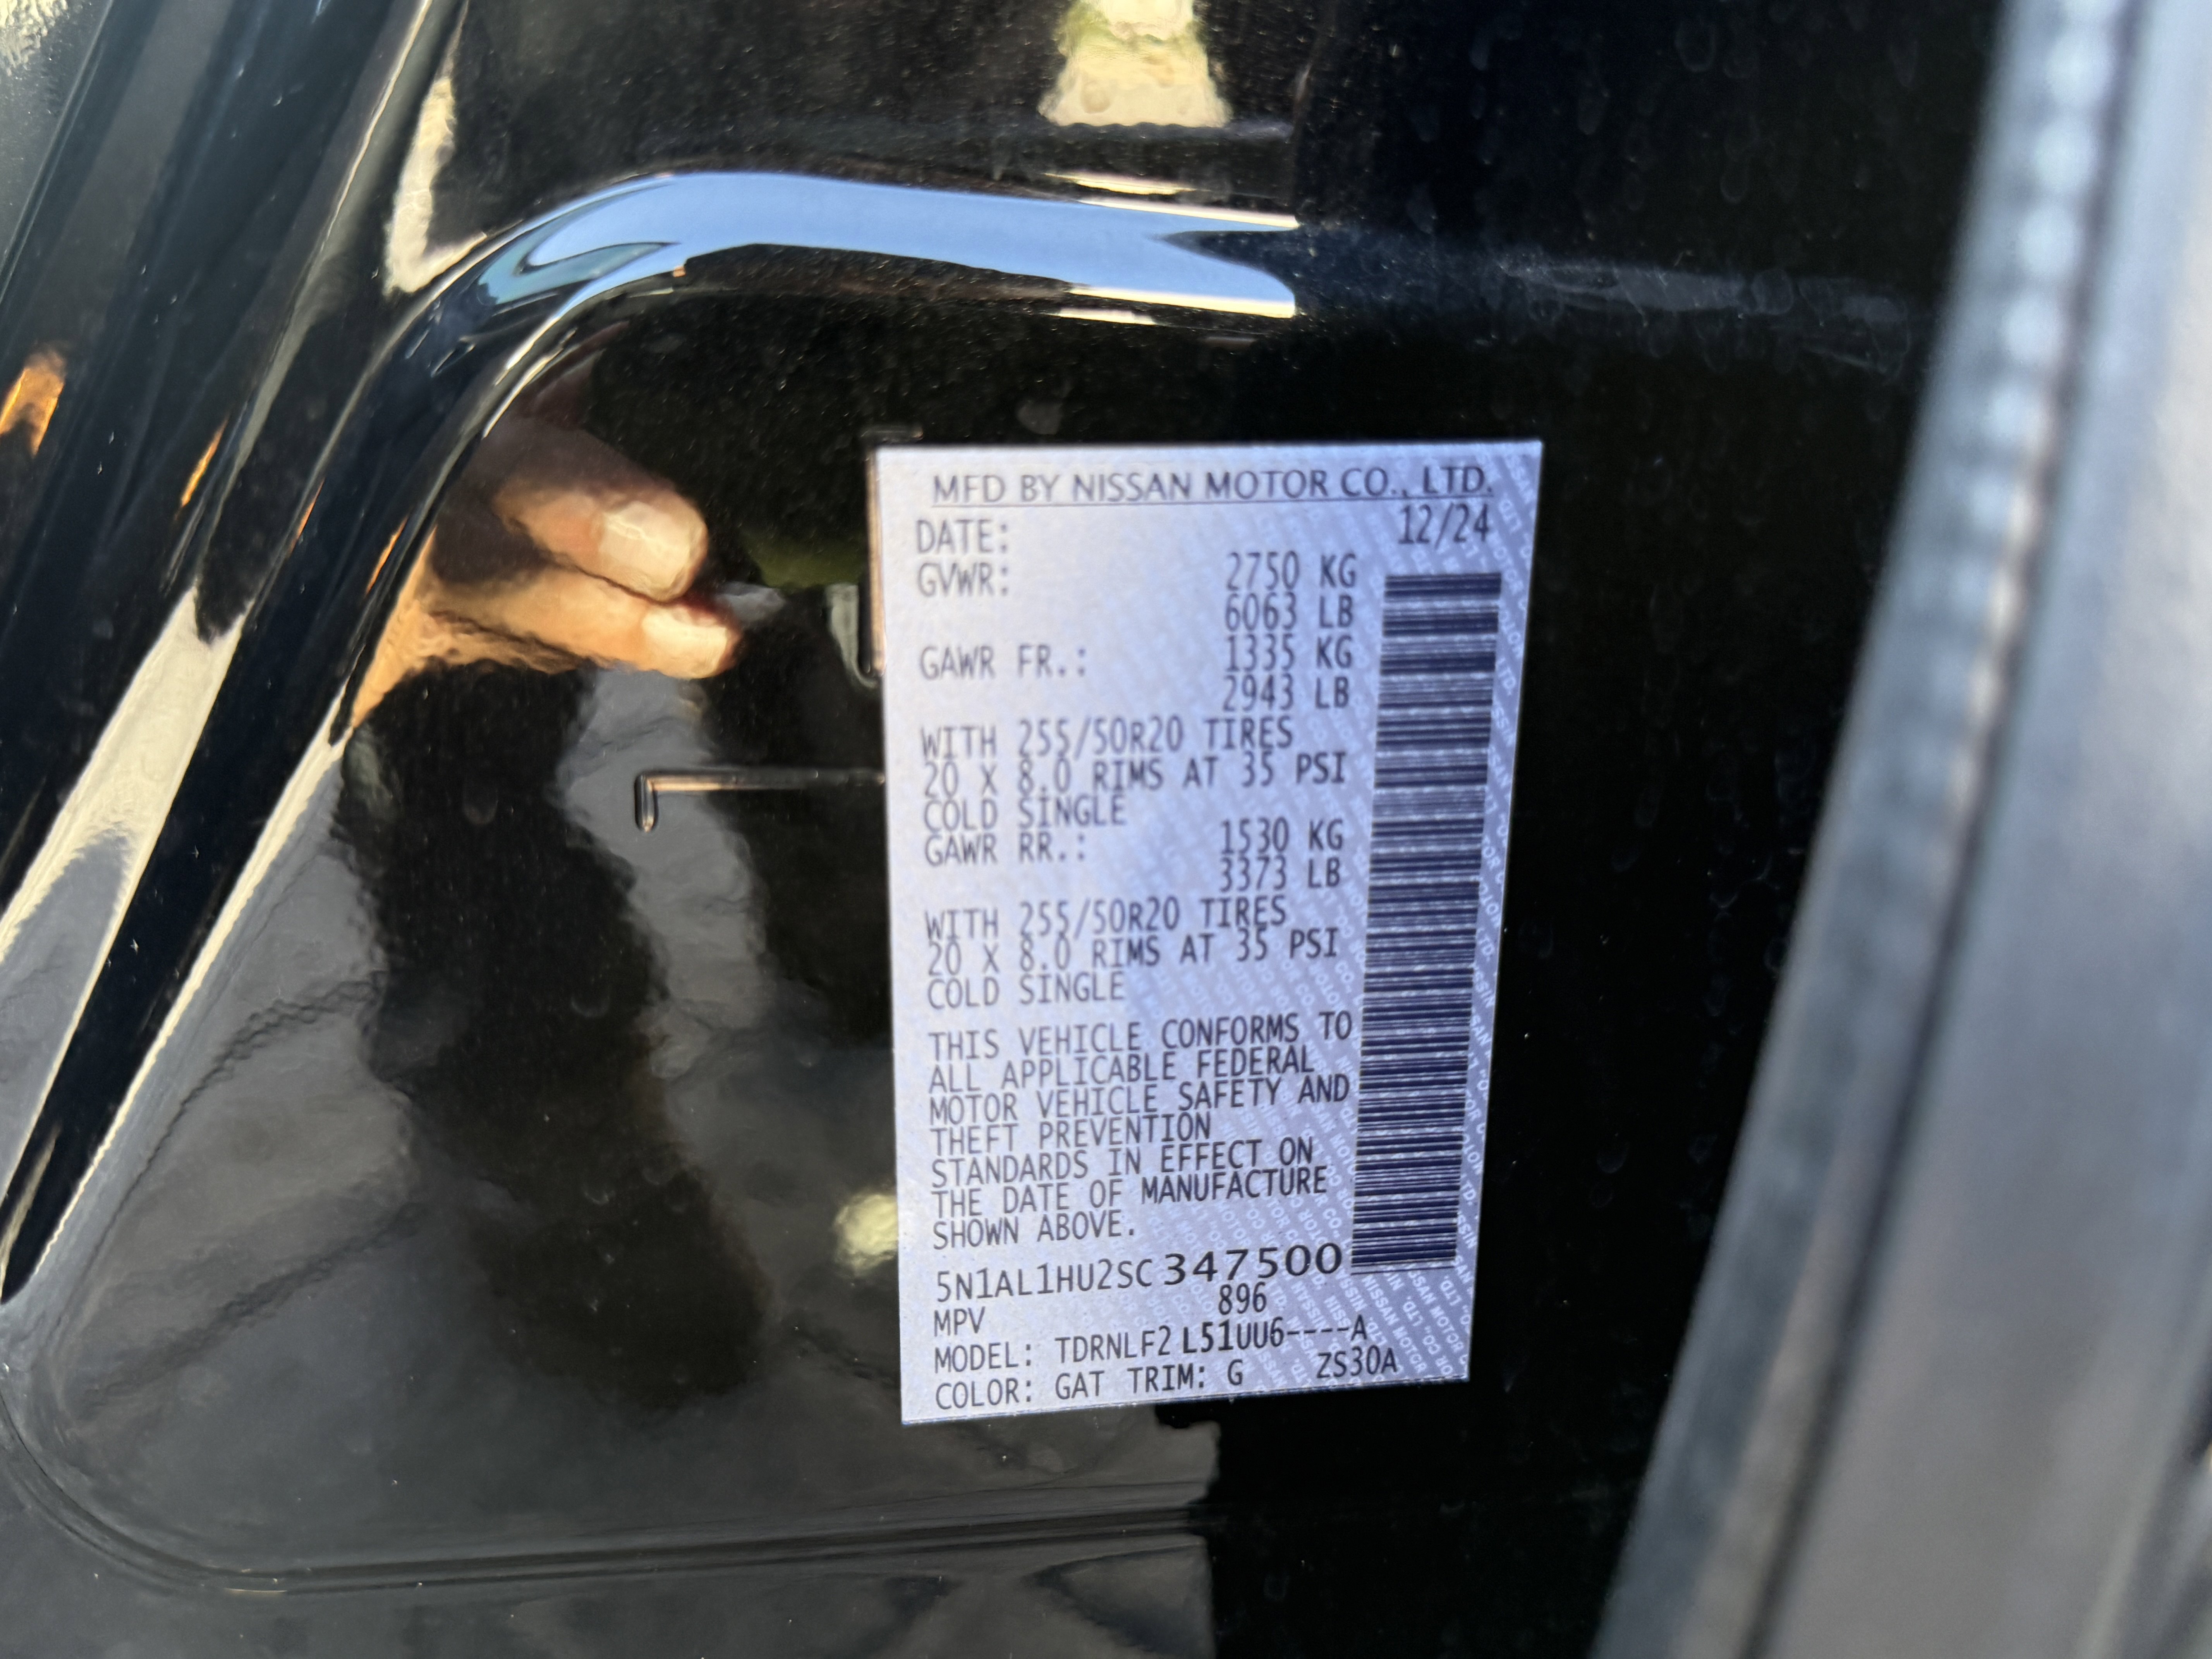 MFD BY NISSAN MOTOR CO., LTD.
DATE: 12/24
GVWR: 2750 KG
6063 LB
GAWR FR.: 1335 KG
2943 LB
WITH 255/50R20 TIRES
20 X 8.0 RIMS AT 35 PSI
COLD SINGLE
GAWR RR.: 1530 KG
3373 LB
WITH 255/50R20 TIRES
20 X 8.0 RIMS AT 35 PSI
COLD SINGLE
THIS VEHICLE CONFORMS TO
ALL APPLICABLE FEDERAL
MOTOR VEHICLE SAFETY AND
THEFT PREVENTION
STANDARDS IN EFFECT ON
THE DATE OF MANUFACTURE
SHOWN ABOVE.
5N1AL1HU2SC347500
MPV 896
MODEL: TDRNLF2 L51UU6----A
COLOR: GAT TRIM: G ZS30A